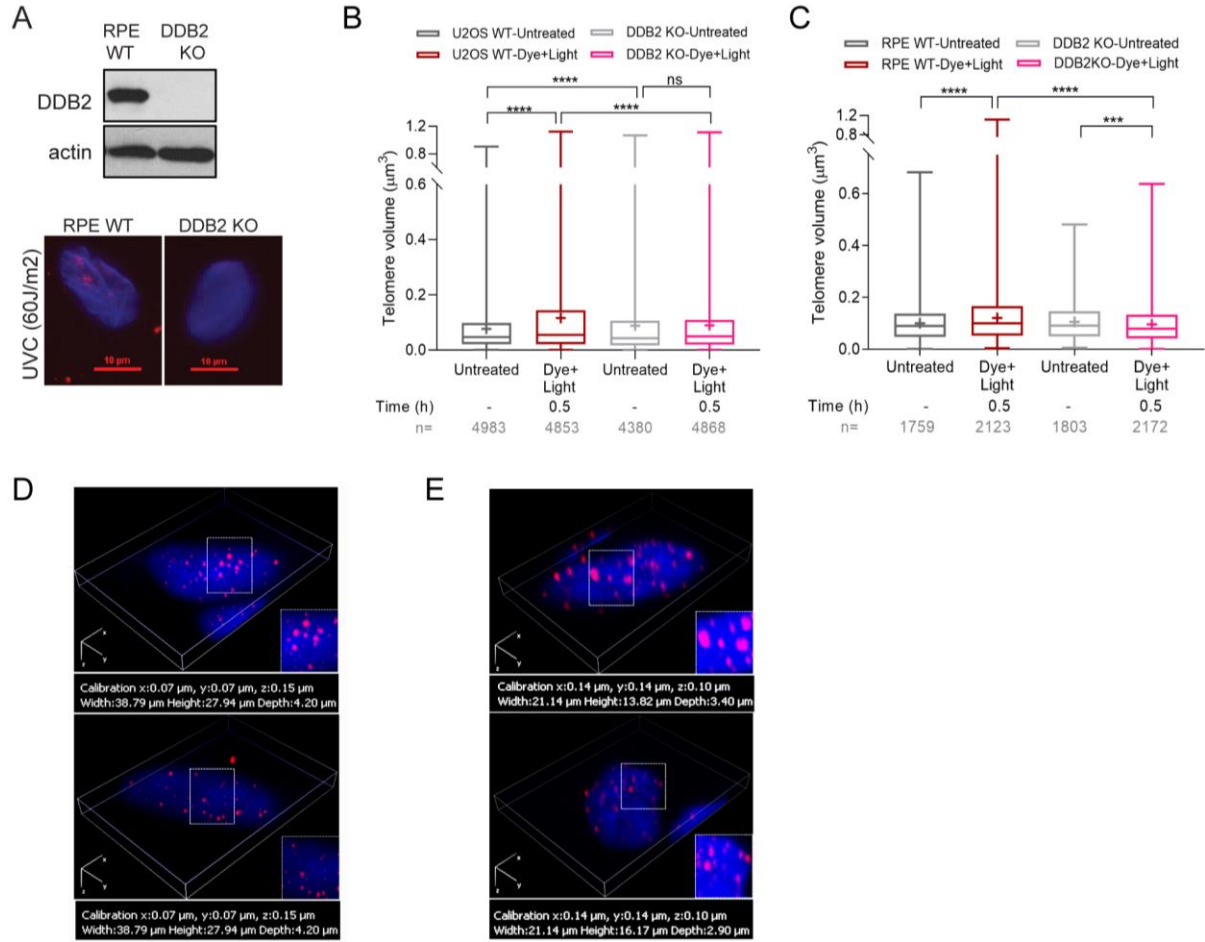 A
RPE WT
DDB2 KO
DDB2
actin
RPE WT
DDB2 KO
UVC (60J/m2)
10 µm
10 µm
B
U2OS WT-Untreated
DDB2 KO-Untreated
U2OS WT-Dye+Light
DDB2 KO-Dye+Light
****
ns
****
****
Telomere volume (µm³)
1.2
0.8
0.6
0.4
0.2
0.0
Untreated
Dye+
Light
Untreated
Dye+
Light
Time (h) - 0.5 - 0.5
n= 4983 4853 4380 4868
C
RPE WT-Untreated
DDB2 KO-Untreated
RPE WT-Dye+Light
DDB2KO-Dye+Light
****
****
***
Telomere volume (µm³)
1.2
0.8
0.6
0.4
0.2
0.0
Untreated
Dye+
Light
Untreated
Dye+
Light
Time (h) - 0.5 - 0.5
n= 1759 2123 1803 2172
D
x
y
z
Calibration x:0.07 µm, y:0.07 µm, z:0.15 µm
Width:38.79 µm Height:27.94 µm Depth:4.20 µm
x
y
z
Calibration x:0.07 µm, y:0.07 µm, z:0.15 µm
Width:38.79 µm Height:27.94 µm Depth:4.20 µm
E
x
y
z
Calibration x:0.14 µm, y:0.14 µm, z:0.10 µm
Width:21.14 µm Height:13.82 µm Depth:3.40 µm
x
y
z
Calibration x:0.14 µm, y:0.14 µm, z:0.10 µm
Width:21.14 µm Height:16.17 µm Depth:2.90 µm